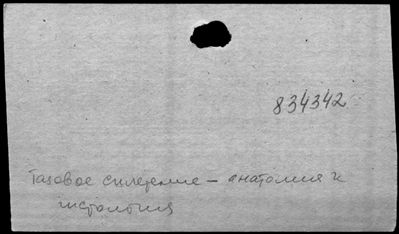 834342
Тазовое сплетение – анатомия и
гистология